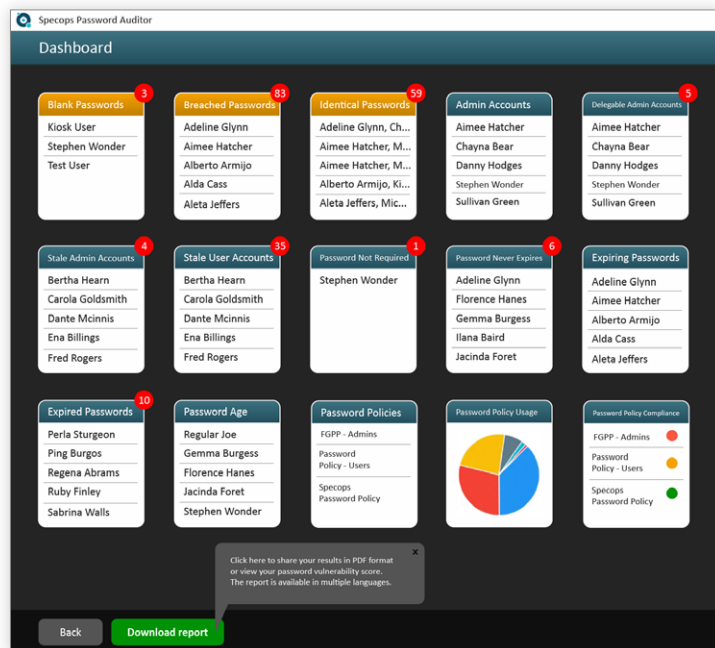 Specops Password Auditor
Dashboard
3
Blank Passwords
Kiosk User
Stephen Wonder
Test User
83
Breached Passwords
Adeline Glynn
Aimee Hatcher
Alberto Armijo
Alda Cass
Aleta Jeffers
59
Identical Passwords
Adeline Glynn, Ch...
Aimee Hatcher, M...
Aimee Hatcher, M...
Alberto Armijo, Ki...
Aleta Jeffers, Mic...
Admin Accounts
Aimee Hatcher
Chayna Bear
Danny Hodges
Stephen Wonder
Sullivan Green
5
Delegable Admin Accounts
Aimee Hatcher
Chayna Bear
Danny Hodges
Stephen Wonder
Sullivan Green
4
Stale Admin Accounts
Bertha Hearn
Carola Goldsmith
Dante Mcinnis
Ena Billings
Fred Rogers
35
Stale User Accounts
Bertha Hearn
Carola Goldsmith
Dante Mcinnis
Ena Billings
Fred Rogers
1
Password Not Required
Stephen Wonder
6
Password Never Expires
Adeline Glynn
Florence Hanes
Gemma Burgess
Ilana Baird
Jacinda Foret
Expiring Passwords
Adeline Glynn
Aimee Hatcher
Alberto Armijo
Alda Cass
Aleta Jeffers
10
Expired Passwords
Perla Sturgeon
Ping Burgos
Regena Abrams
Ruby Finley
Sabrina Walls
Password Age
Regular Joe
Gemma Burgess
Florence Hanes
Jacinda Foret
Stephen Wonder
Password Policies
FGPP - Admins
Password
Policy - Users
Specops
Password Policy
Password Policy Usage
Password Policy Compliance
FGPP - Admins
Password
Policy - Users
Specops
Password Policy
x
Click here to share your results in PDF format
or view your password vulnerability score.
The report is available in multiple languages.
Back
Download report